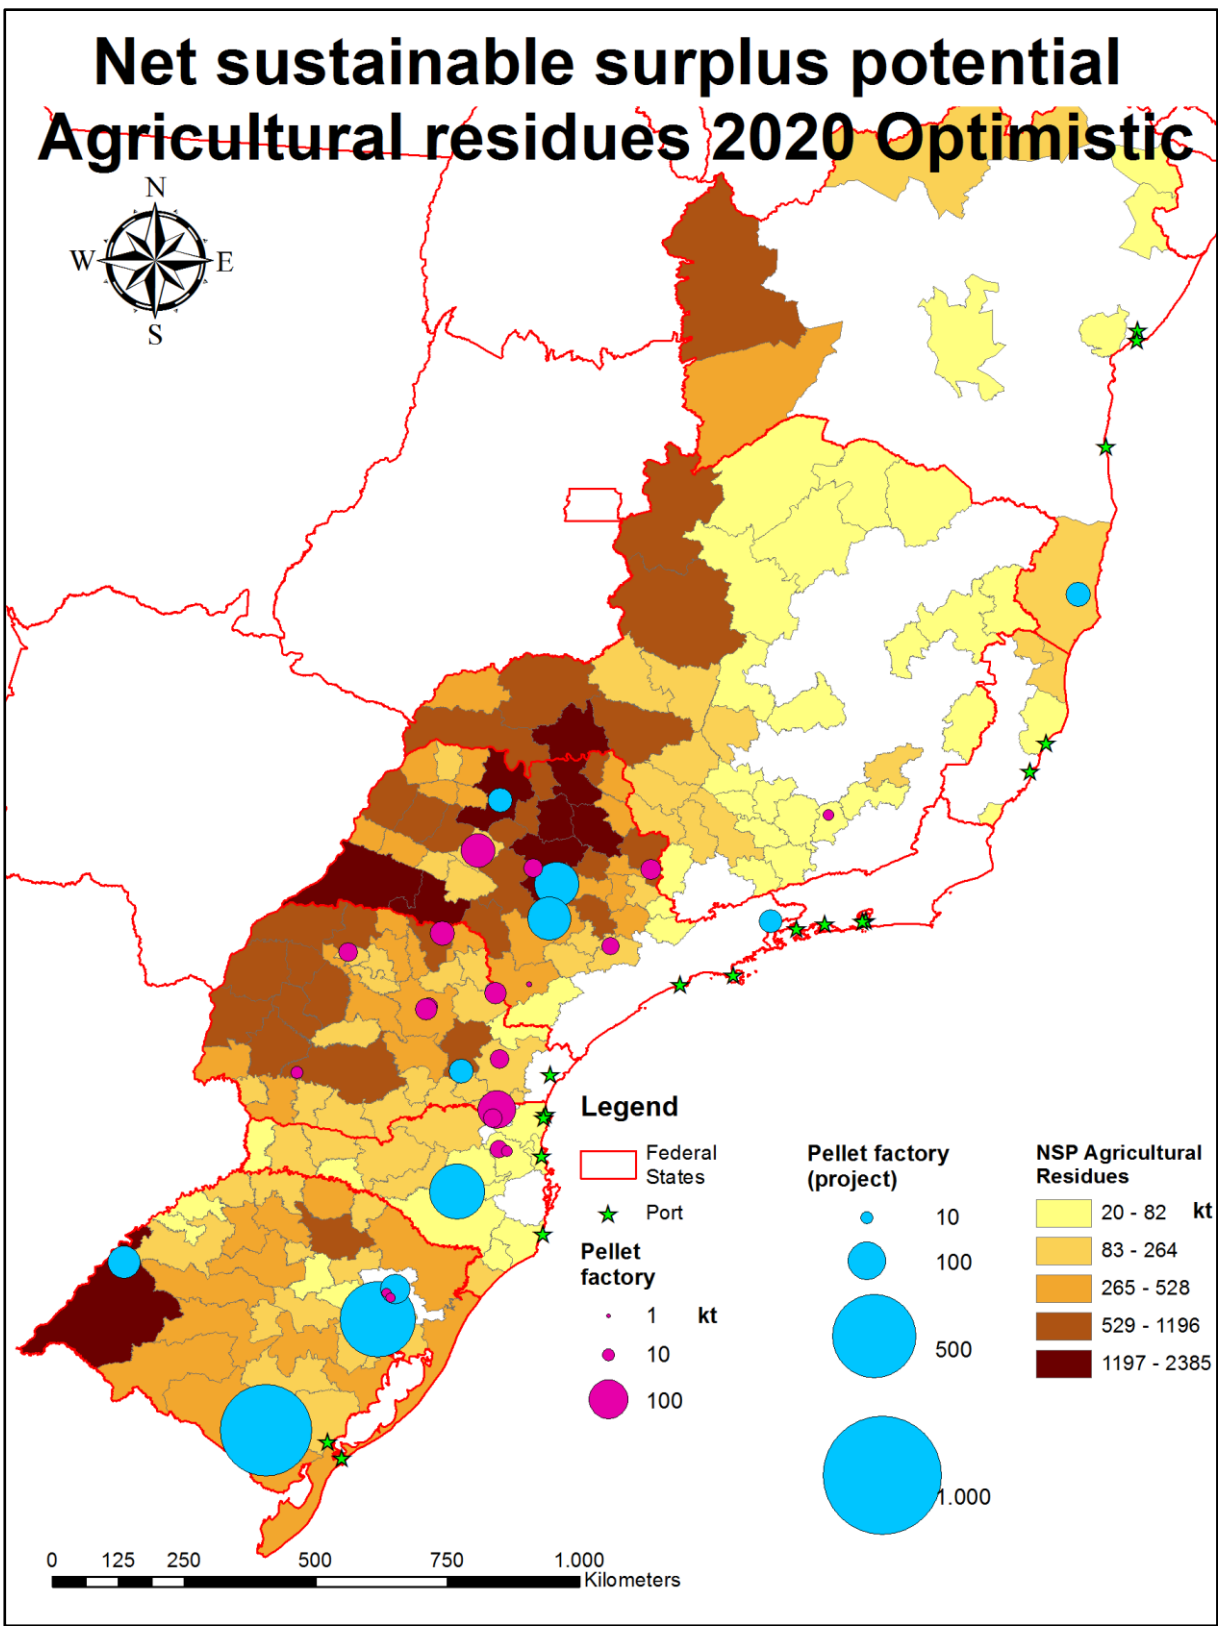 Net sustainable surplus potential
Agricultural residues 2020 Optimistic
N
W
E
S
Legend
Federal
States
Port
Pellet
factory
1 kt
10
100
Pellet factory
(project)
10
100
500
1.000
NSP Agricultural
Residues
20 - 82 kt
83 - 264
265 - 528
529 - 1196
1197 - 2385
0 125 250 500 750 1.000
Kilometers